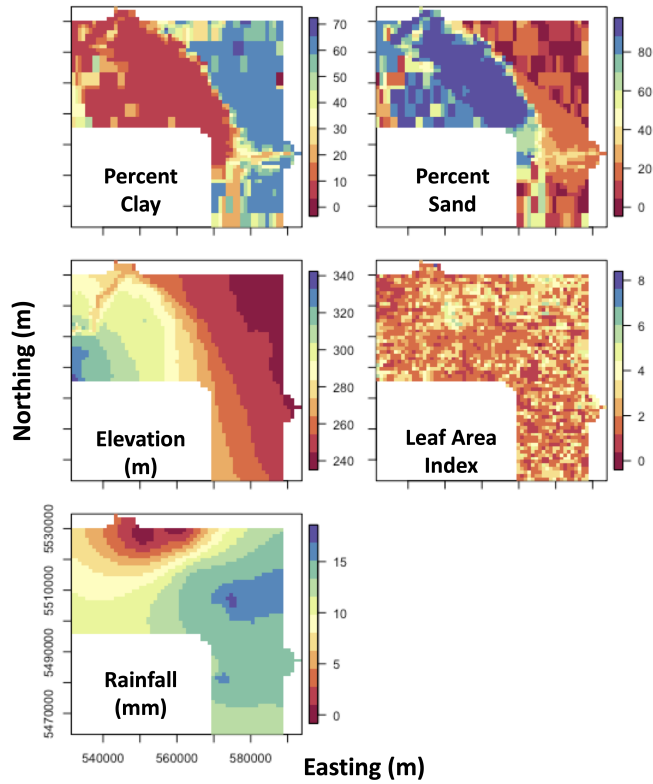 70
60
50
40
30
20
10
0
Percent
Clay
80
60
40
20
0
Percent
Sand
340
320
300
280
260
240
Elevation
(m)
8
6
4
2
0
Leaf Area
Index
Northing (m)
5530000
5510000
5490000
5470000
15
10
5
0
Rainfall
(mm)
540000 560000 580000
Easting (m)